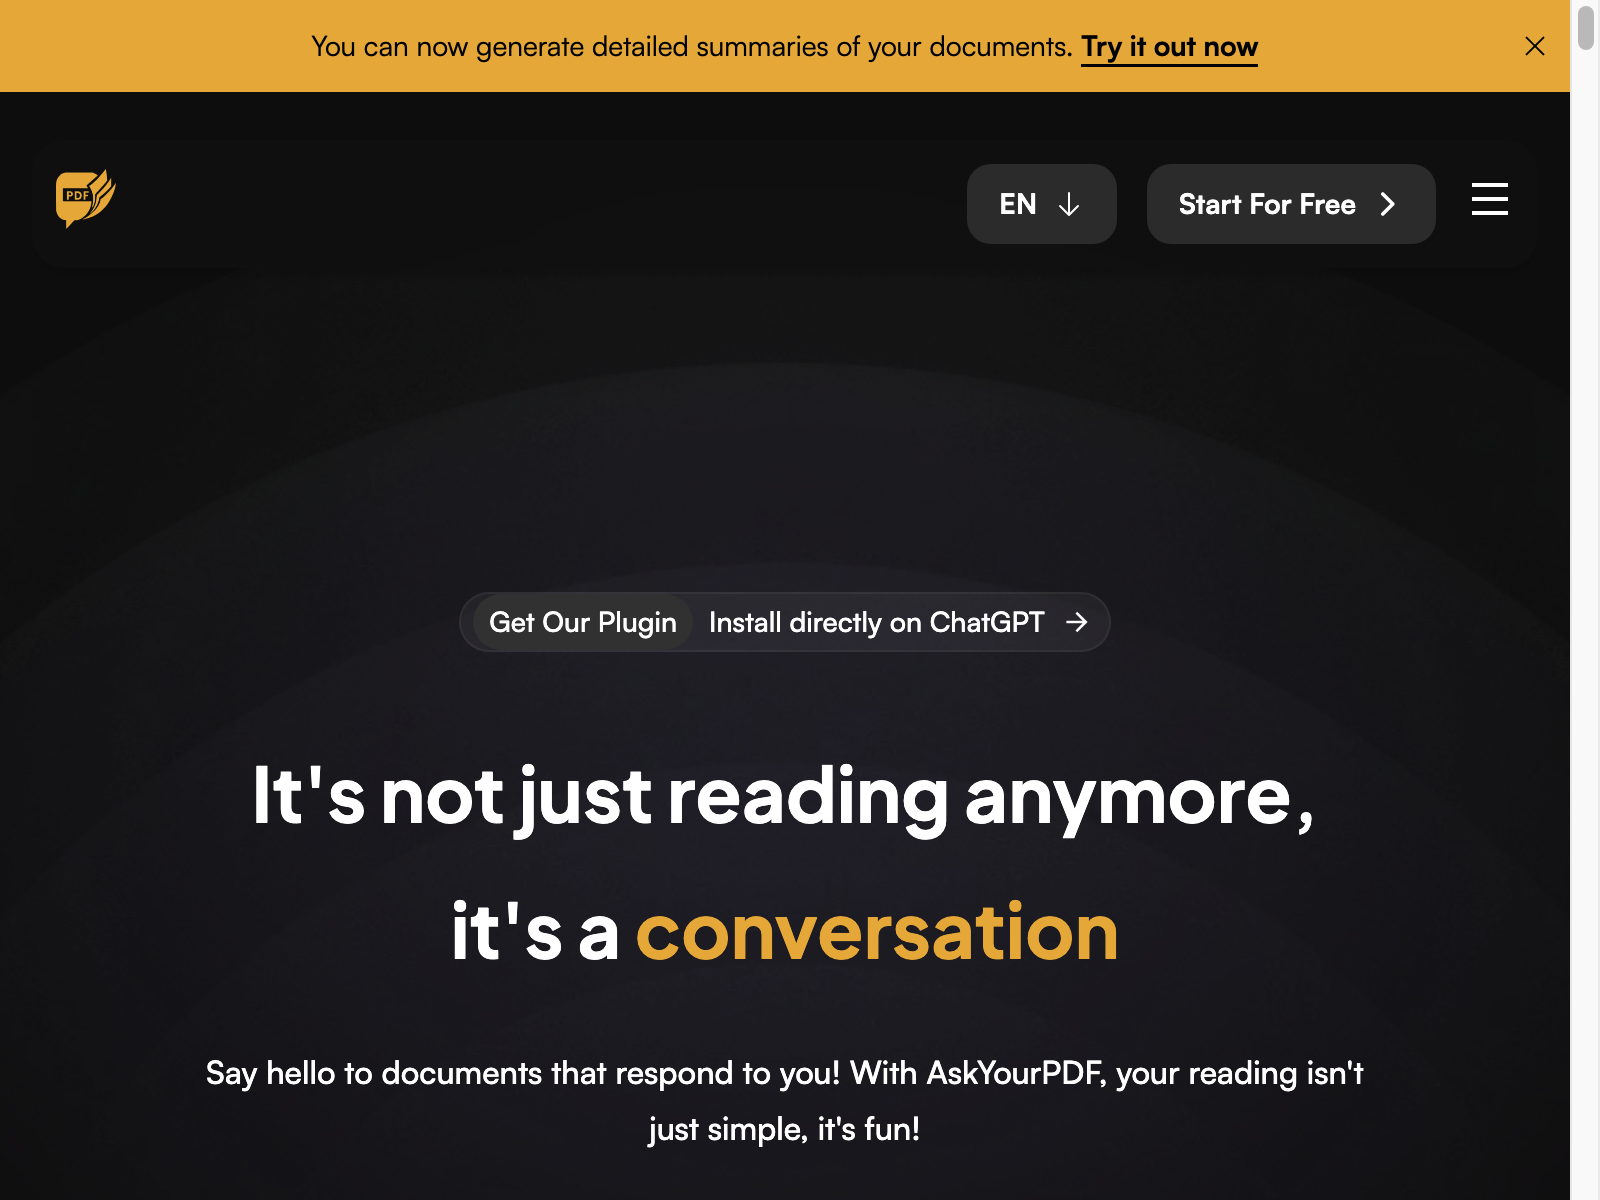 You can now generate detailed summaries of your documents. Try it out now
PDF
EN
Start For Free
Get Our Plugin Install directly on ChatGPT
It's not just reading anymore,
it's a conversation
Say hello to documents that respond to you! With AskYourPDF, your reading isn't
just simple, it's fun!